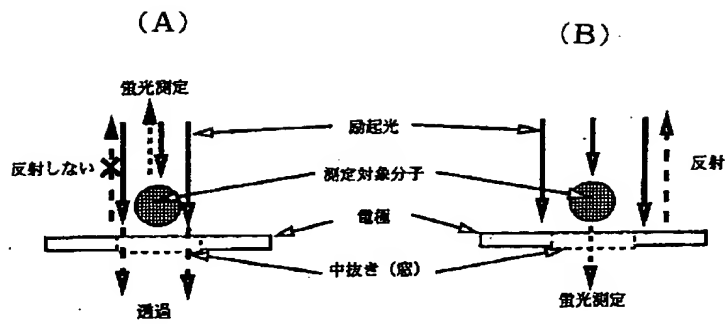 (A)
(B)
蛍光測定
励起光
反射しない
反射
測定対象分子
電極
中抜き（窓）
蛍光測定
透過